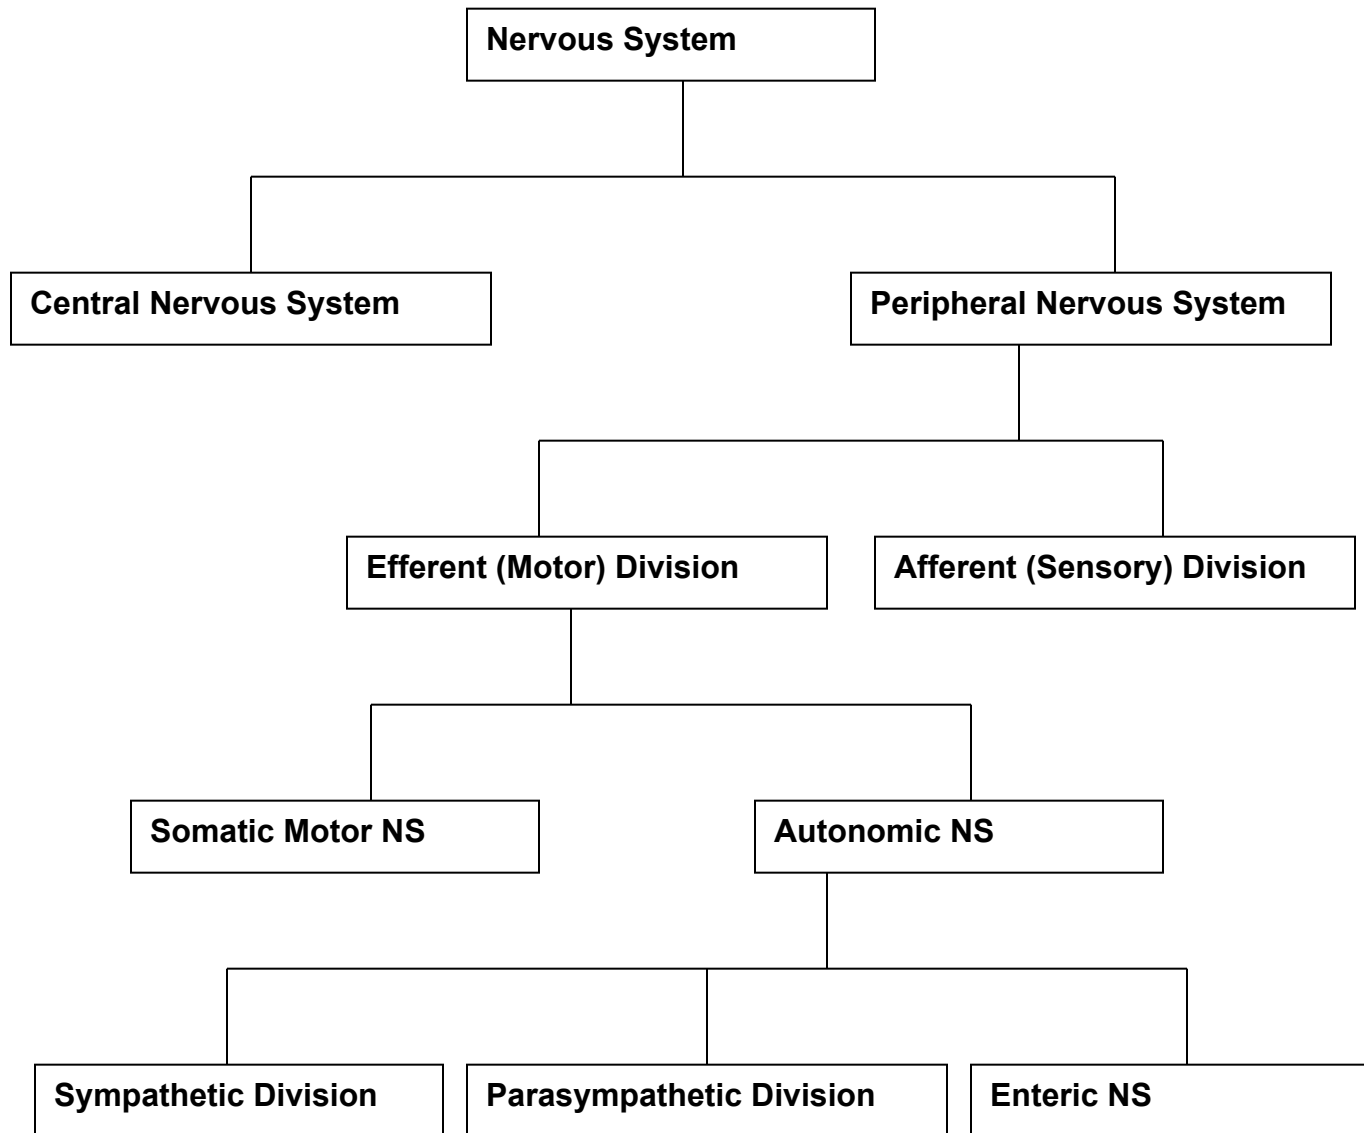 Nervous System
Central Nervous System
Peripheral Nervous System
Efferent (Motor) Division
Afferent (Sensory) Division
Somatic Motor NS
Autonomic NS
Sympathetic Division
Parasympathetic Division
Enteric NS